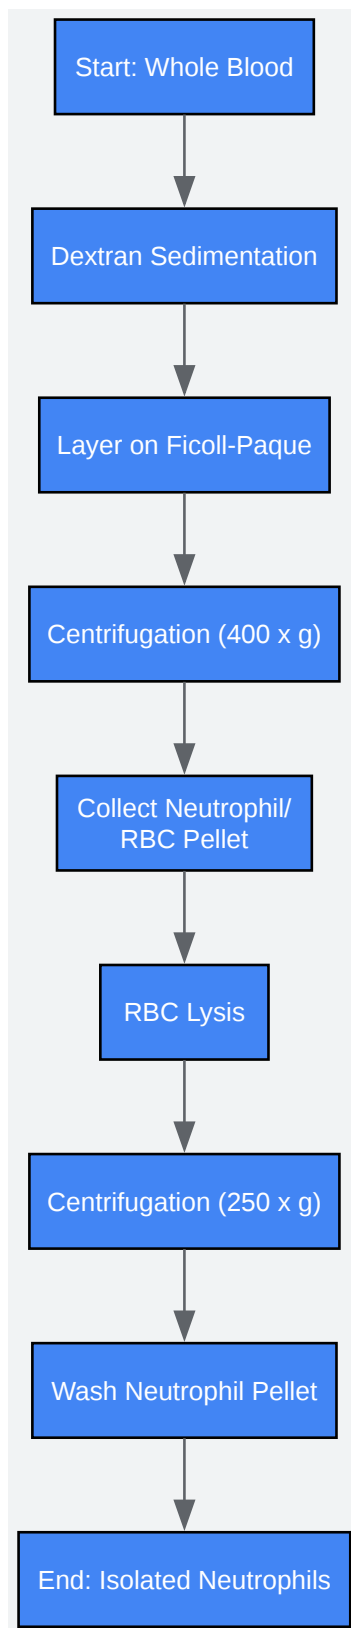 Start: Whole Blood
Dextran Sedimentation
Layer on Ficoll-Paque
Centrifugation (400 x g)
Collect Neutrophil/
RBC Pellet
RBC Lysis
Centrifugation (250 x g)
Wash Neutrophil Pellet
End: Isolated Neutrophils